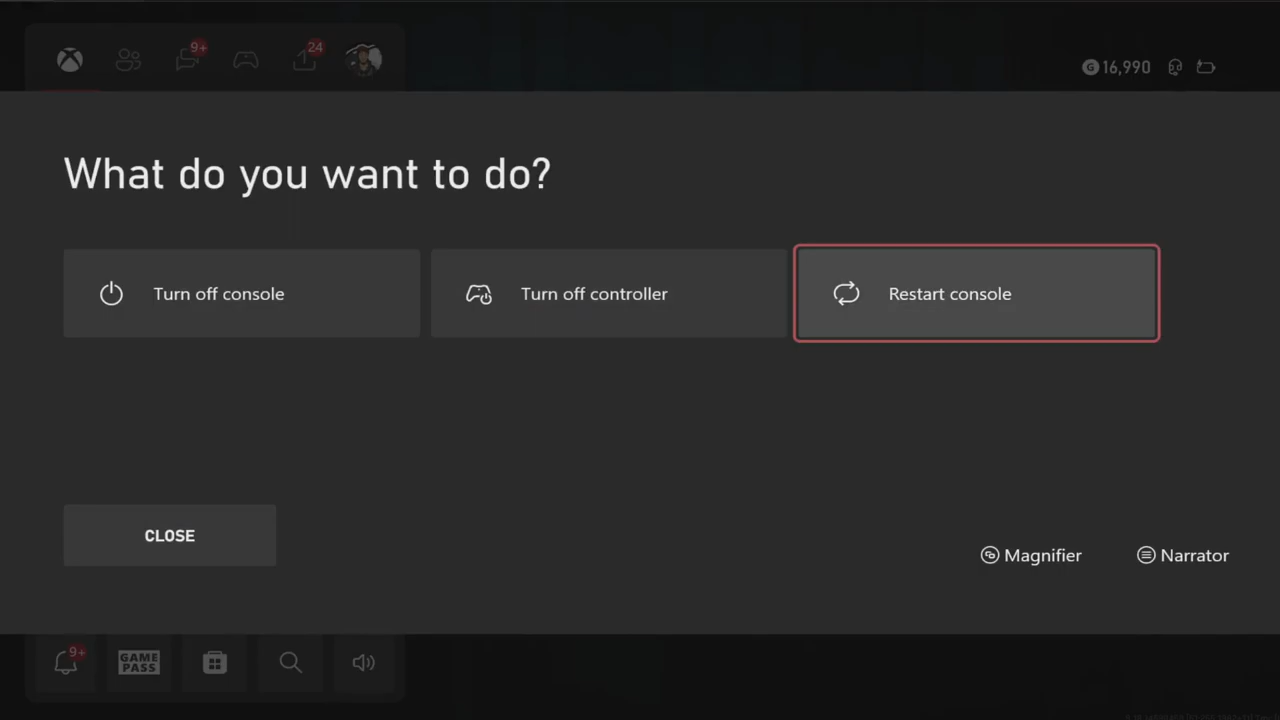 9+
24
G 16,990
What do you want to do?
Turn off console
Turn off controller
Restart console
CLOSE
Magnifier
Narrator
9+
GAME
PASS